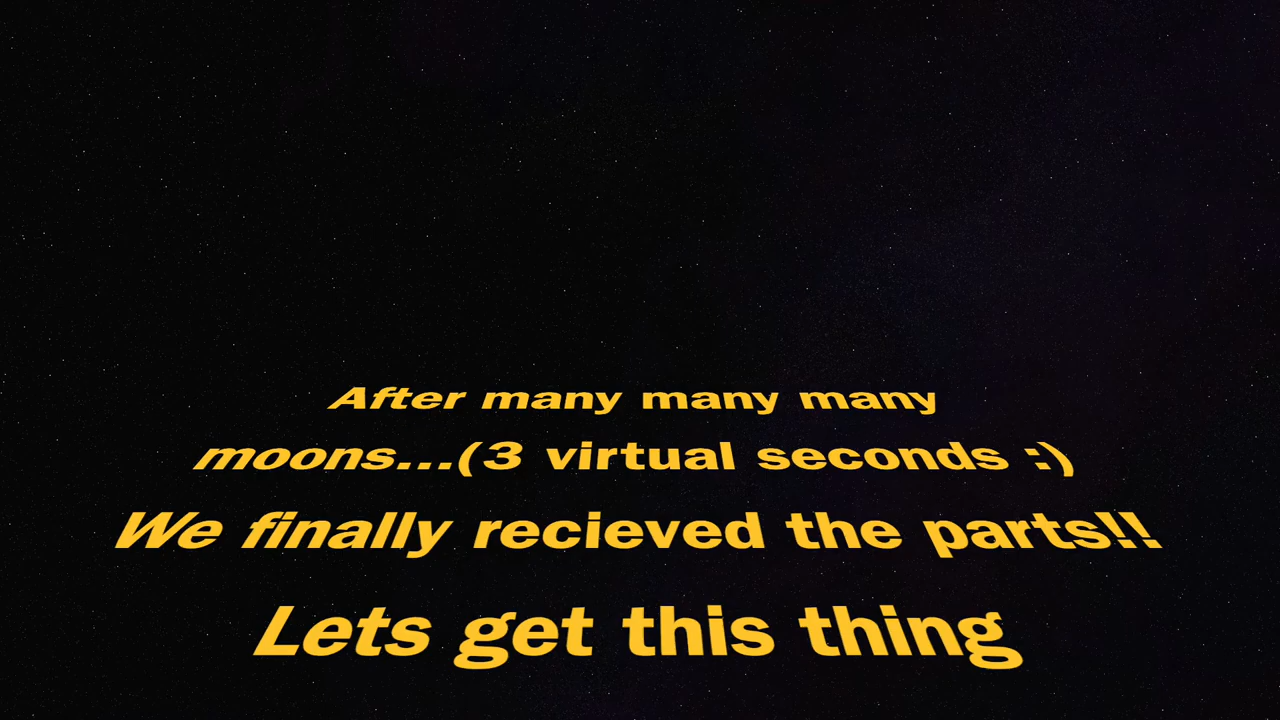 After many many many
moons...(3 virtual seconds :)
We finally recieved the parts!!
Lets get this thing